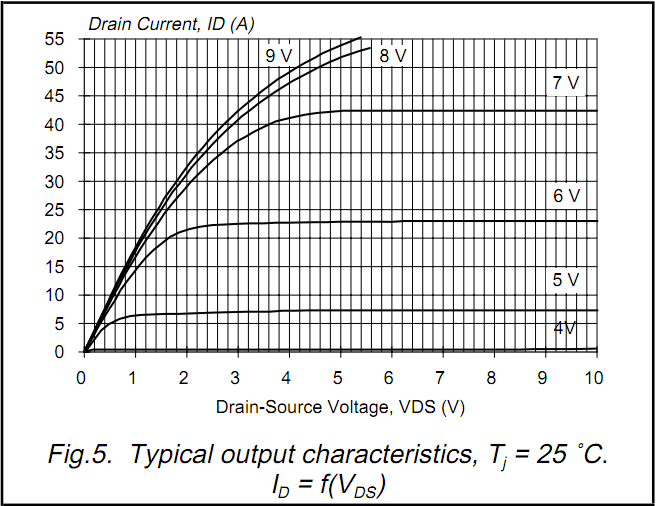 Drain Current, ID (A)
55
50
45
40
35
30
25
20
15
10
5
0
9 V
8 V
7 V
6 V
5 V
4V
0 1 2 3 4 5 6 7 8 9 10
Drain-Source Voltage, VDS (V)
Fig.5. Typical output characteristics, Tj = 25 ˚C.
ID = f(VDS)